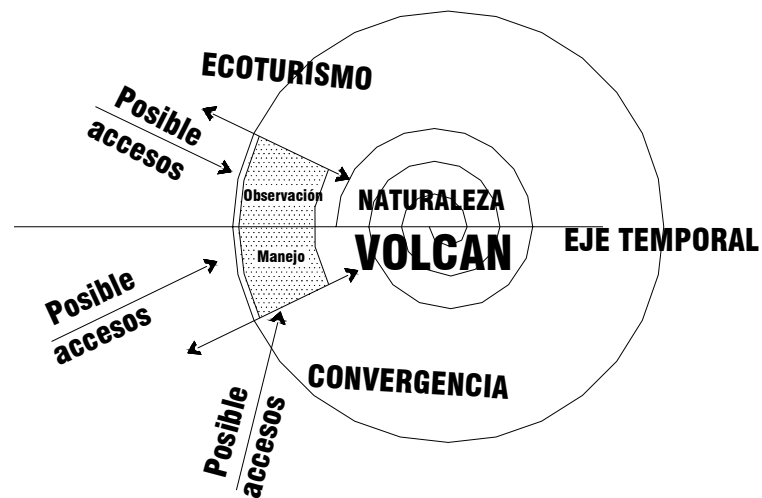 ECOTURISMO
Posible
accesos
Observación
NATURALEZA
VOLCAN
EJE TEMPORAL
Manejo
Posible
accesos
CONVERGENCIA
Posible
accesos